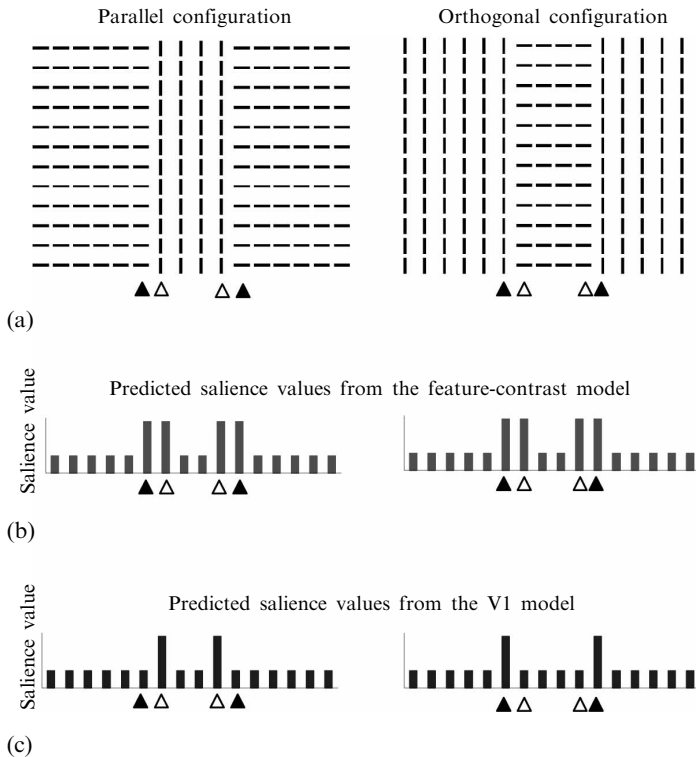 Parallel configuration
Orthogonal configuration
(a)
Predicted salience values from the feature-contrast model
Salience value
(b)
Predicted salience values from the V1 model
Salience value
(c)